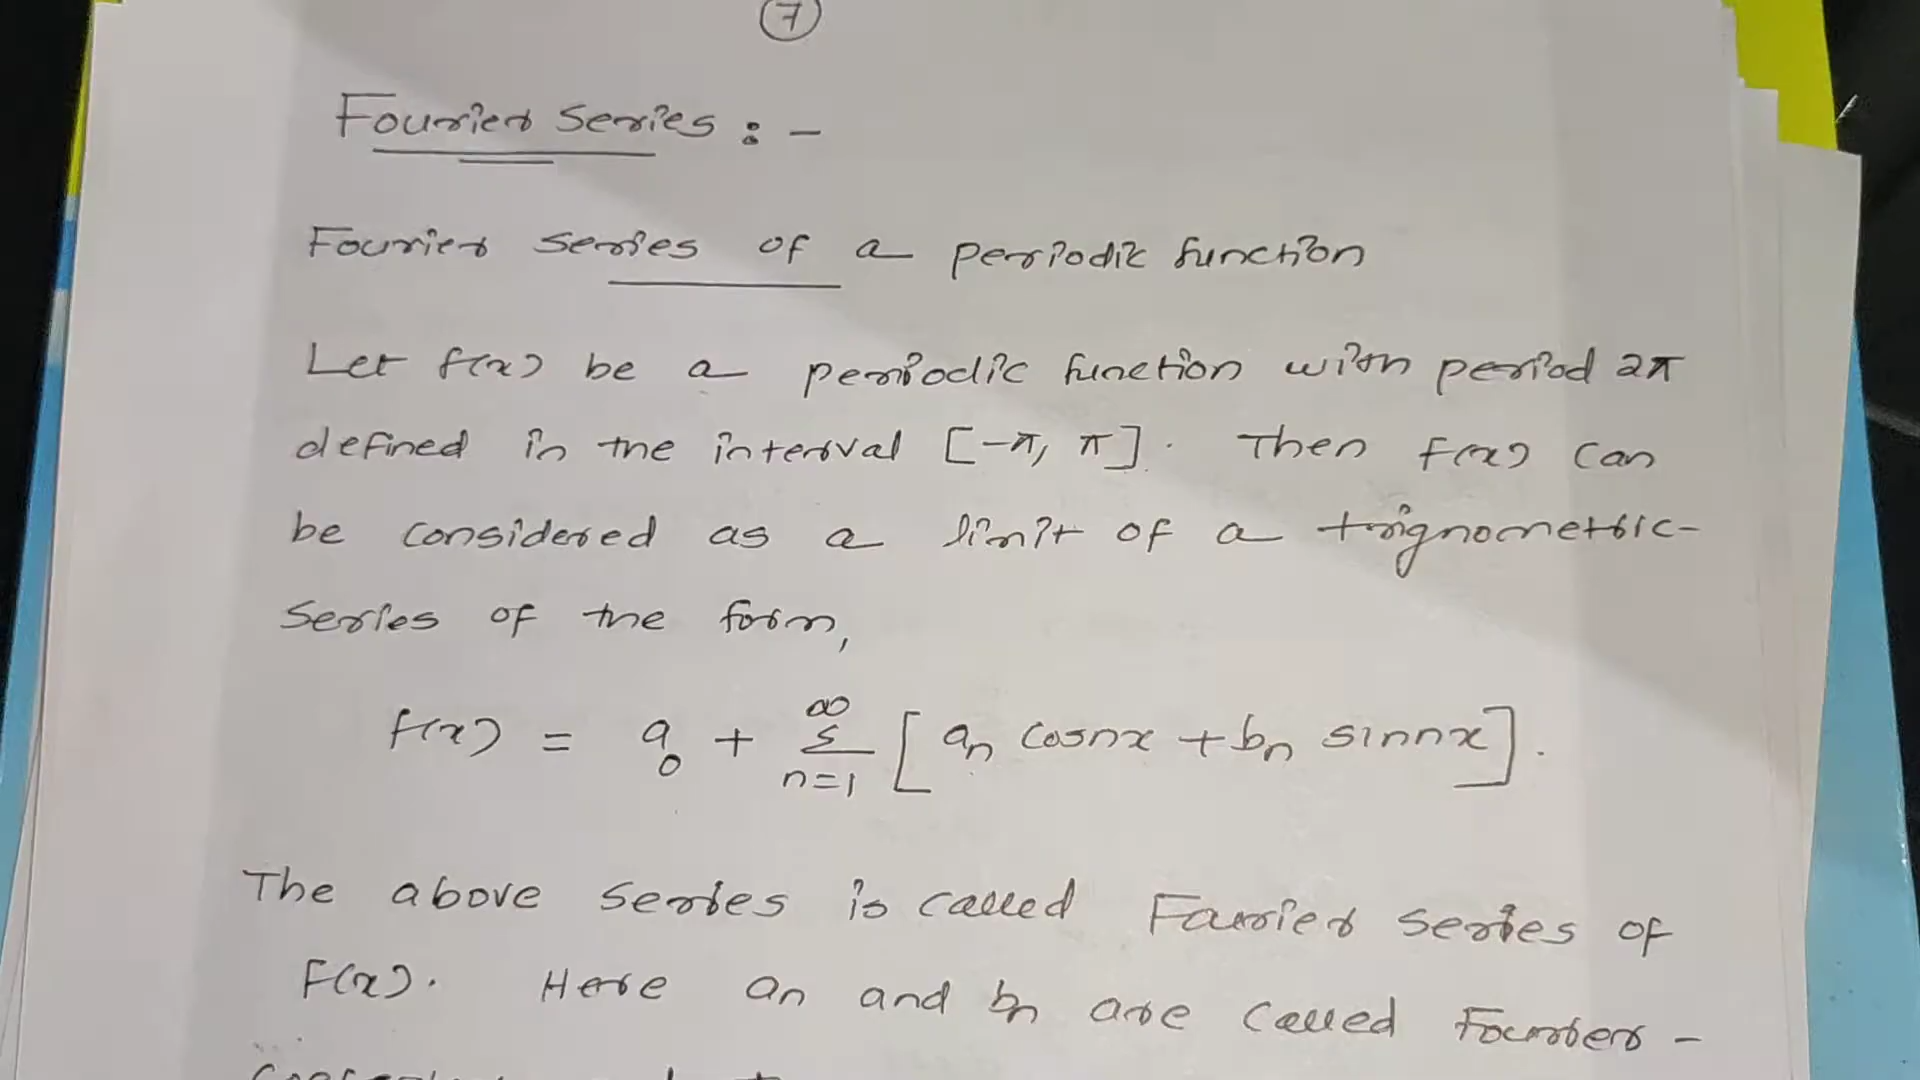 7
Fourier Series : -
Fourier series of a periodic function
Let f(x) be a periodic function with period 2π
defined in the interval [-π, π]. Then f(x) can
be considered as a limit of a trignometric-
series of the form,
f(x) = a₀ + ∞ Σ n=1 [ aₙ cosnx + bₙ sinnx ].
The above series is called Fourier series of
F(x). Here an and bn are called Fourier -